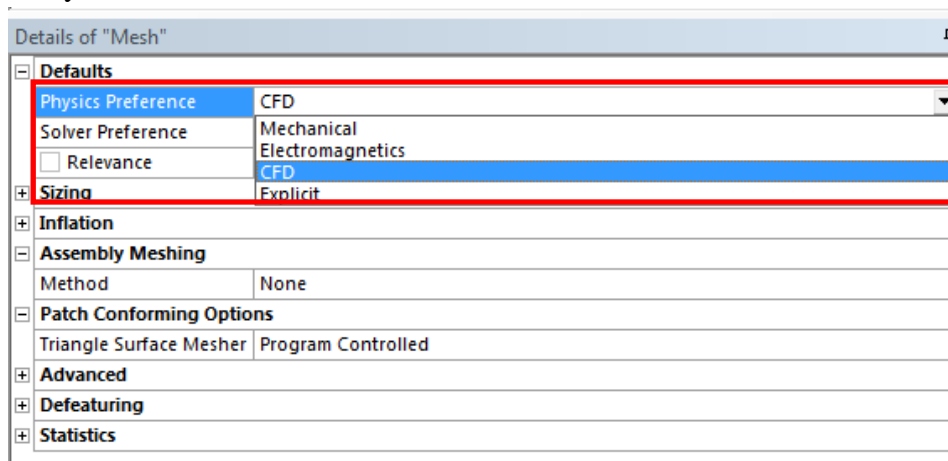 Details of "Mesh"
Defaults
Physics Preference CFD
Solver Preference Mechanical
Electromagnetics
Relevance
CFD
Sizing Explicit
Inflation
Assembly Meshing
Method None
Patch Conforming Options
Triangle Surface Mesher Program Controlled
Advanced
Defeaturing
Statistics